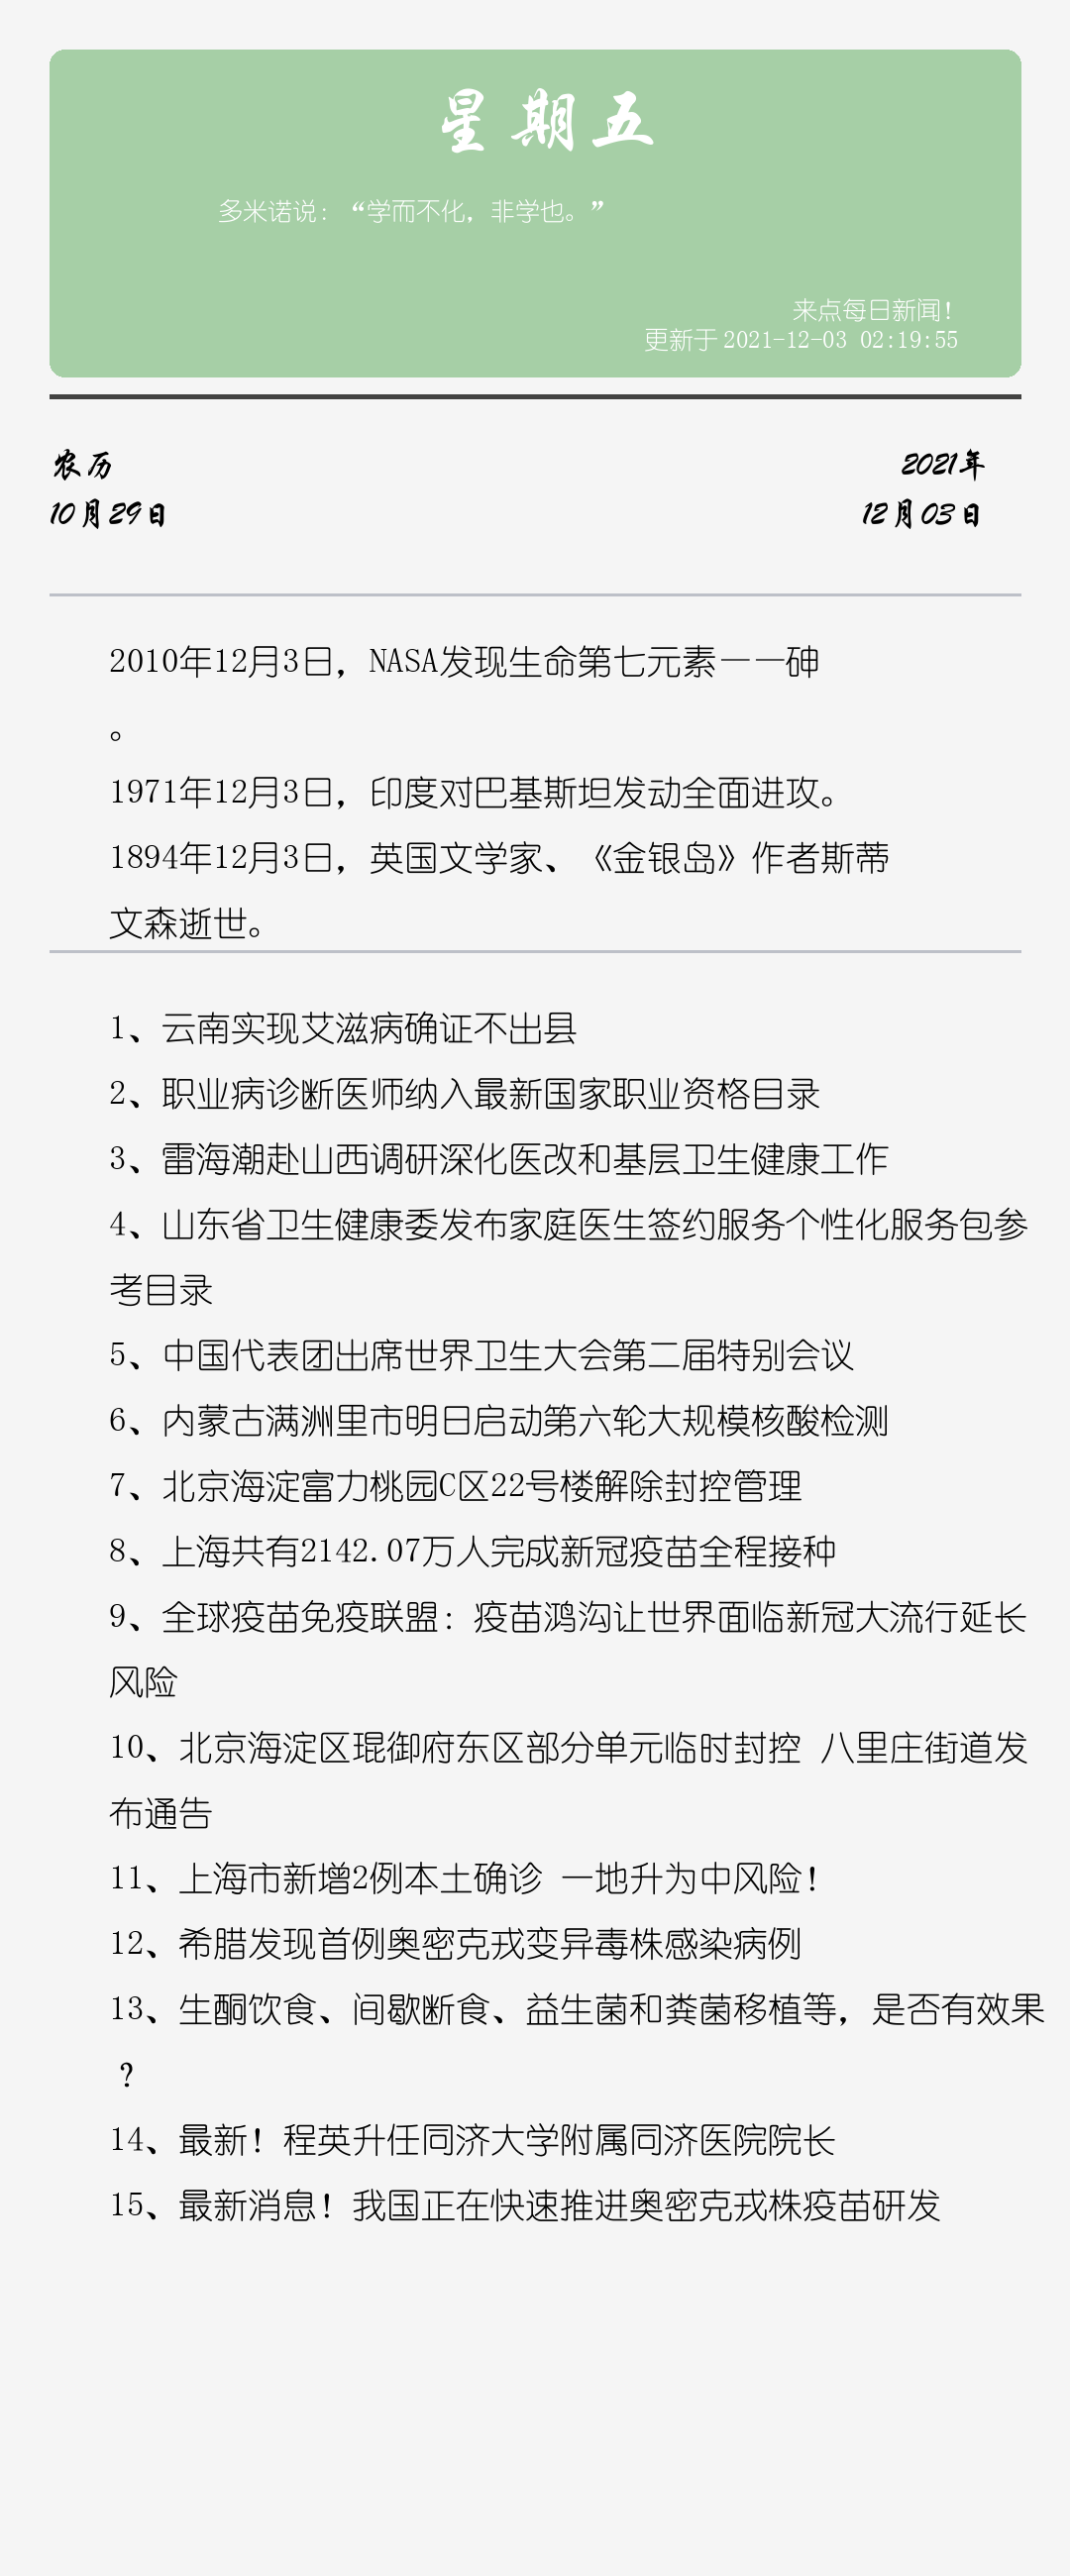 星期五
多米诺说：“学而不化，非学也。”
来点每日新闻！
更新于2021-12-03 02:19:55
农历
2021年
10月29日
12月03日
2010年12月3日，NASA发现生命第七元素——砷
。
1971年12月3日，印度对巴基斯坦发动全面进攻。
1894年12月3日，英国文学家、《金银岛》作者斯蒂
文森逝世。
1、云南实现艾滋病确证不出县
2、职业病诊断医师纳入最新国家职业资格目录
3、雷海潮赴山西调研深化医改和基层卫生健康工作
4、山东省卫生健康委发布家庭医生签约服务个性化服务包参
考目录
5、中国代表团出席世界卫生大会第二届特别会议
6、内蒙古满洲里市明日启动第六轮大规模核酸检测
7、北京海淀富力桃园C区22号楼解除封控管理
8、上海共有2142.07万人完成新冠疫苗全程接种
9、全球疫苗免疫联盟：疫苗鸿沟让世界面临新冠大流行延长
风险
10、北京海淀区琨御府东区部分单元临时封控 八里庄街道发
布通告
11、上海市新增2例本土确诊 一地升为中风险！
12、希腊发现首例奥密克戎变异毒株感染病例
13、生酮饮食、间歇断食、益生菌和粪菌移植等，是否有效果
？
14、最新！程英升任同济大学附属同济医院院长
15、最新消息！我国正在快速推进奥密克戎株疫苗研发